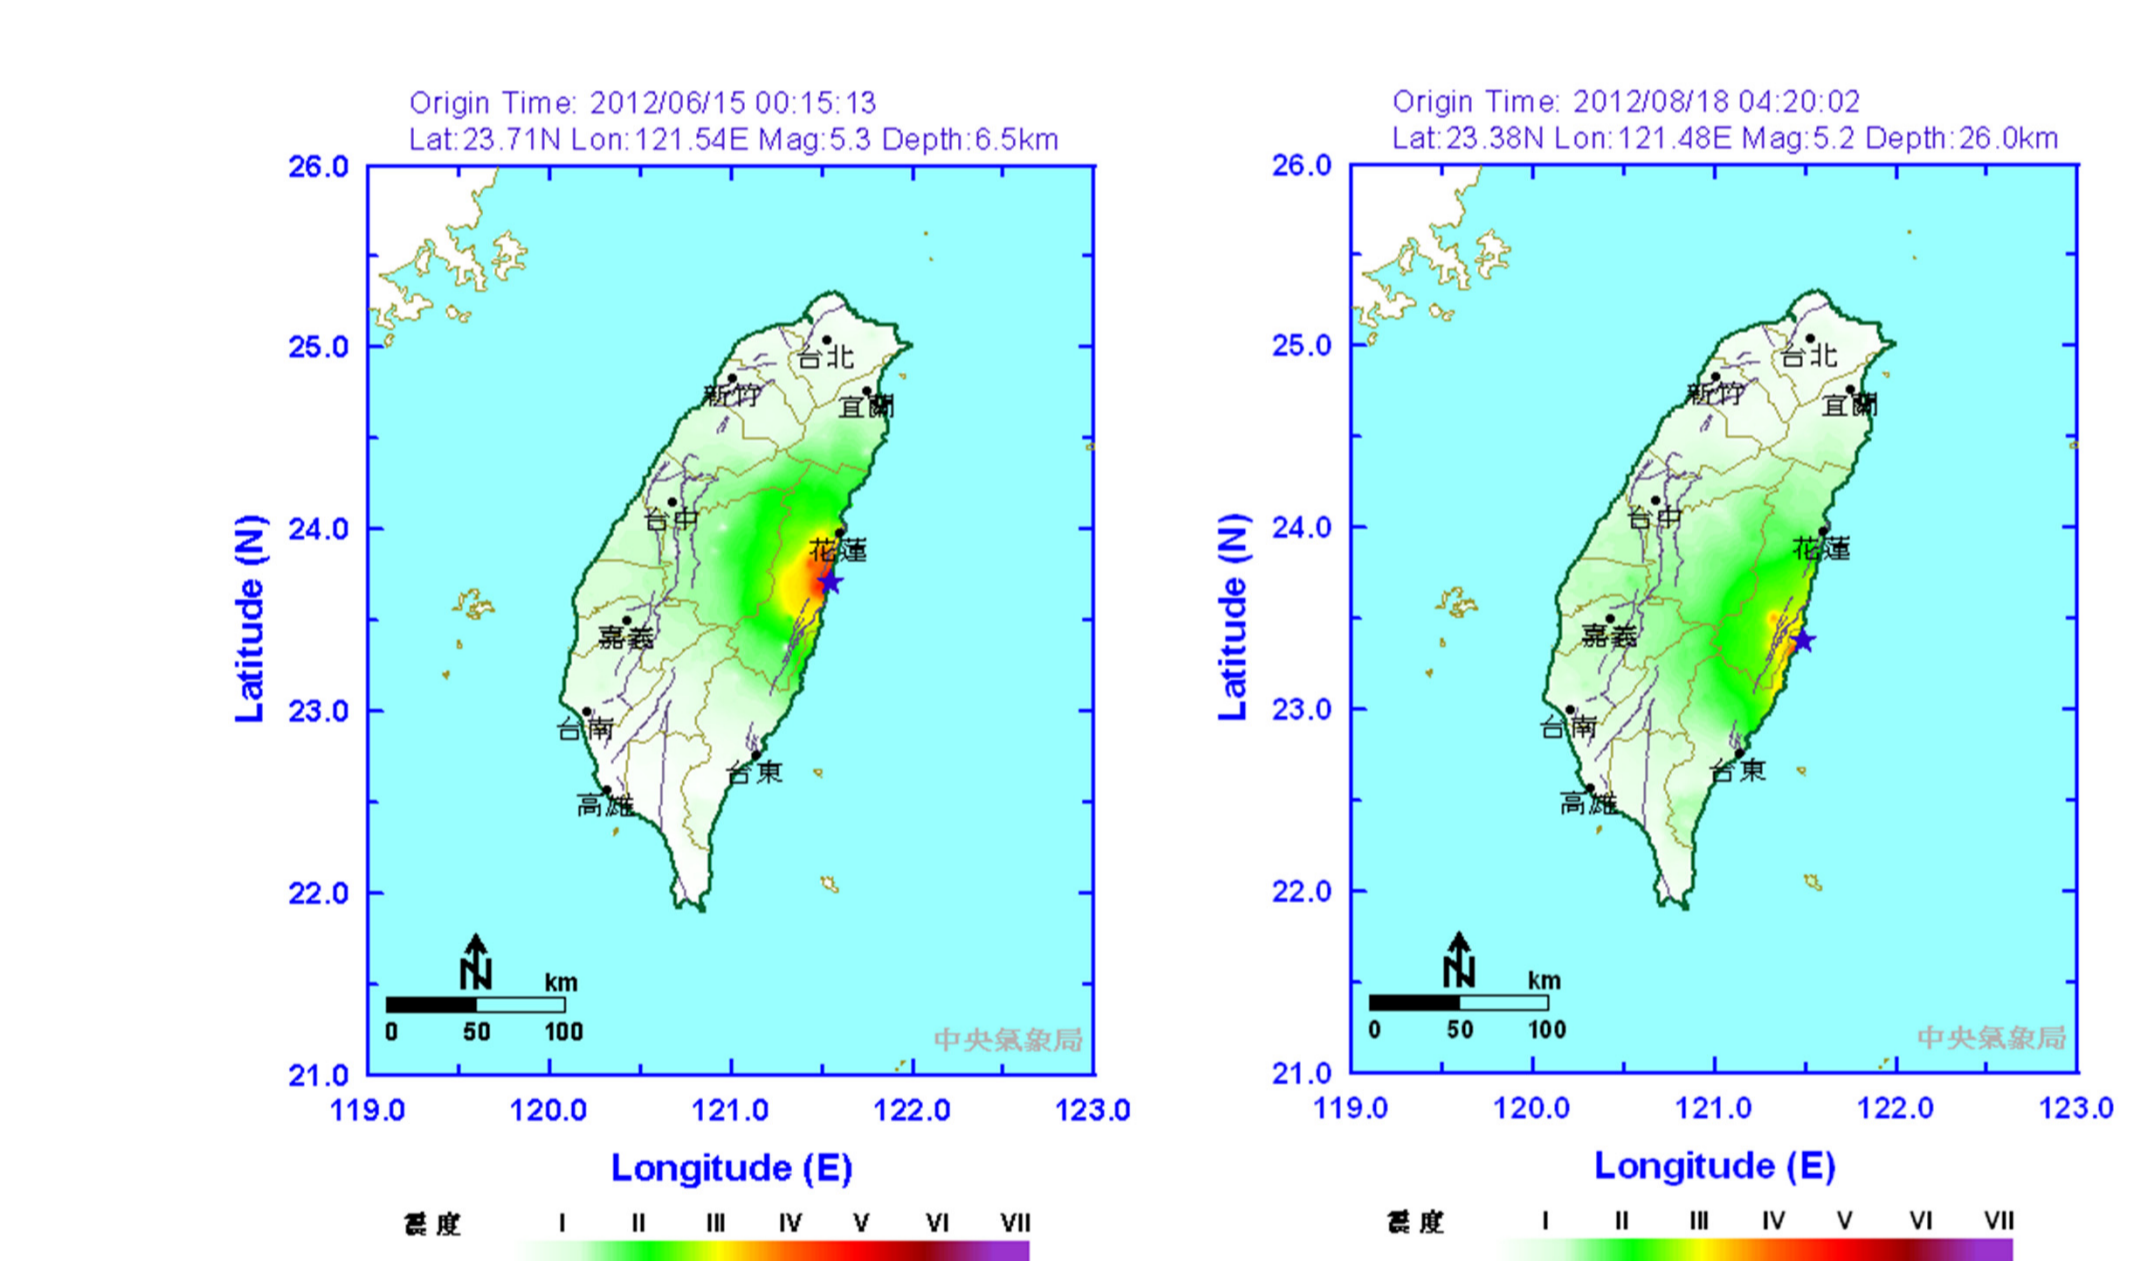 Origin Time: 2012/06/15 00:15:13
Lat:23.71N Lon:121.54E Mag:5.3 Depth:6.5km
26.0
25.0
24.0
23.0
22.0
21.0
Latitude (N)
台北
新竹
宜蘭
台中
花蓮
嘉義
台南
台東
高雄
N
km
0 50 100
中央氣象局
119.0 120.0 121.0 122.0 123.0
Longitude (E)
震度 I II III IV V VI VII
Origin Time: 2012/08/18 04:20:02
Lat:23.38N Lon:121.48E Mag:5.2 Depth:26.0km
26.0
25.0
24.0
23.0
22.0
21.0
Latitude (N)
台北
新竹
宜蘭
台中
花蓮
嘉義
台南
台東
高雄
N
km
0 50 100
中央氣象局
119.0 120.0 121.0 122.0 123.0
Longitude (E)
震度 I II III IV V VI VII